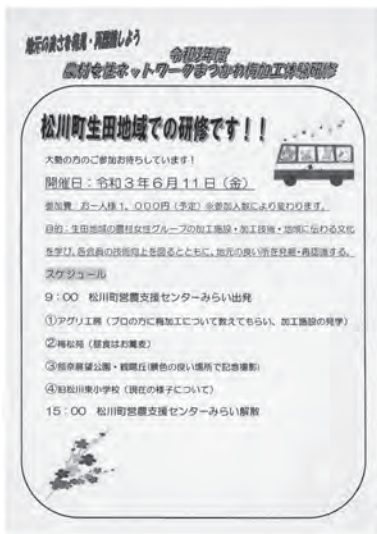 地元の良さを発見・再認識しよう
令和3年度
農村女性ネットワークまつかわ梅加工体験研修
松川町生田地域での研修です！！
大勢の方のご参加お待ちしています！
開催日：令和３年６月１１日（金）
参加費：お一人様１，０００円（予定）※参加人数により変わります。
目的：生田地域の農村女性グループの加工施設・加工技術・地域に伝わる文化
を学び、各会員の技術向上を図るとともに、地元の良い所を発見・再認識する。
スケジュール
９：００　松川町営農支援センターみらい出発
①アグリ工房（プロの方に梅加工について教えてもらい、加工施設の見学）
②梅松苑（昼食はお蕎麦）
③展望公園・(景色の良い場所で記念撮影)
④旧松川東小学校（現在の様子について）
１５：００　松川町営農支援センターみらい解散